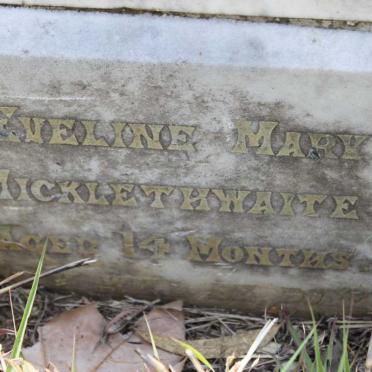 Eveline Mary
Micklethwaite
Aged 14 Months